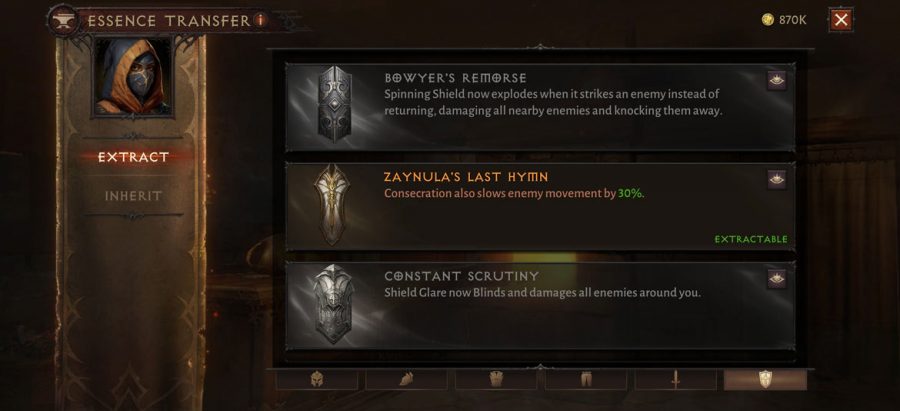 ESSENCE TRANSFER i
870K
EXTRACT
INHERIT
BOWYER'S REMORSE
Spinning Shield now explodes when it strikes an enemy instead of
returning, damaging all nearby enemies and knocking them away.
ZAYNULA'S LAST HYMN
Consecration also slows enemy movement by 30%.
EXTRACTABLE
CONSTANT SCRUTINY
Shield Glare now Blinds and damages all enemies around you.